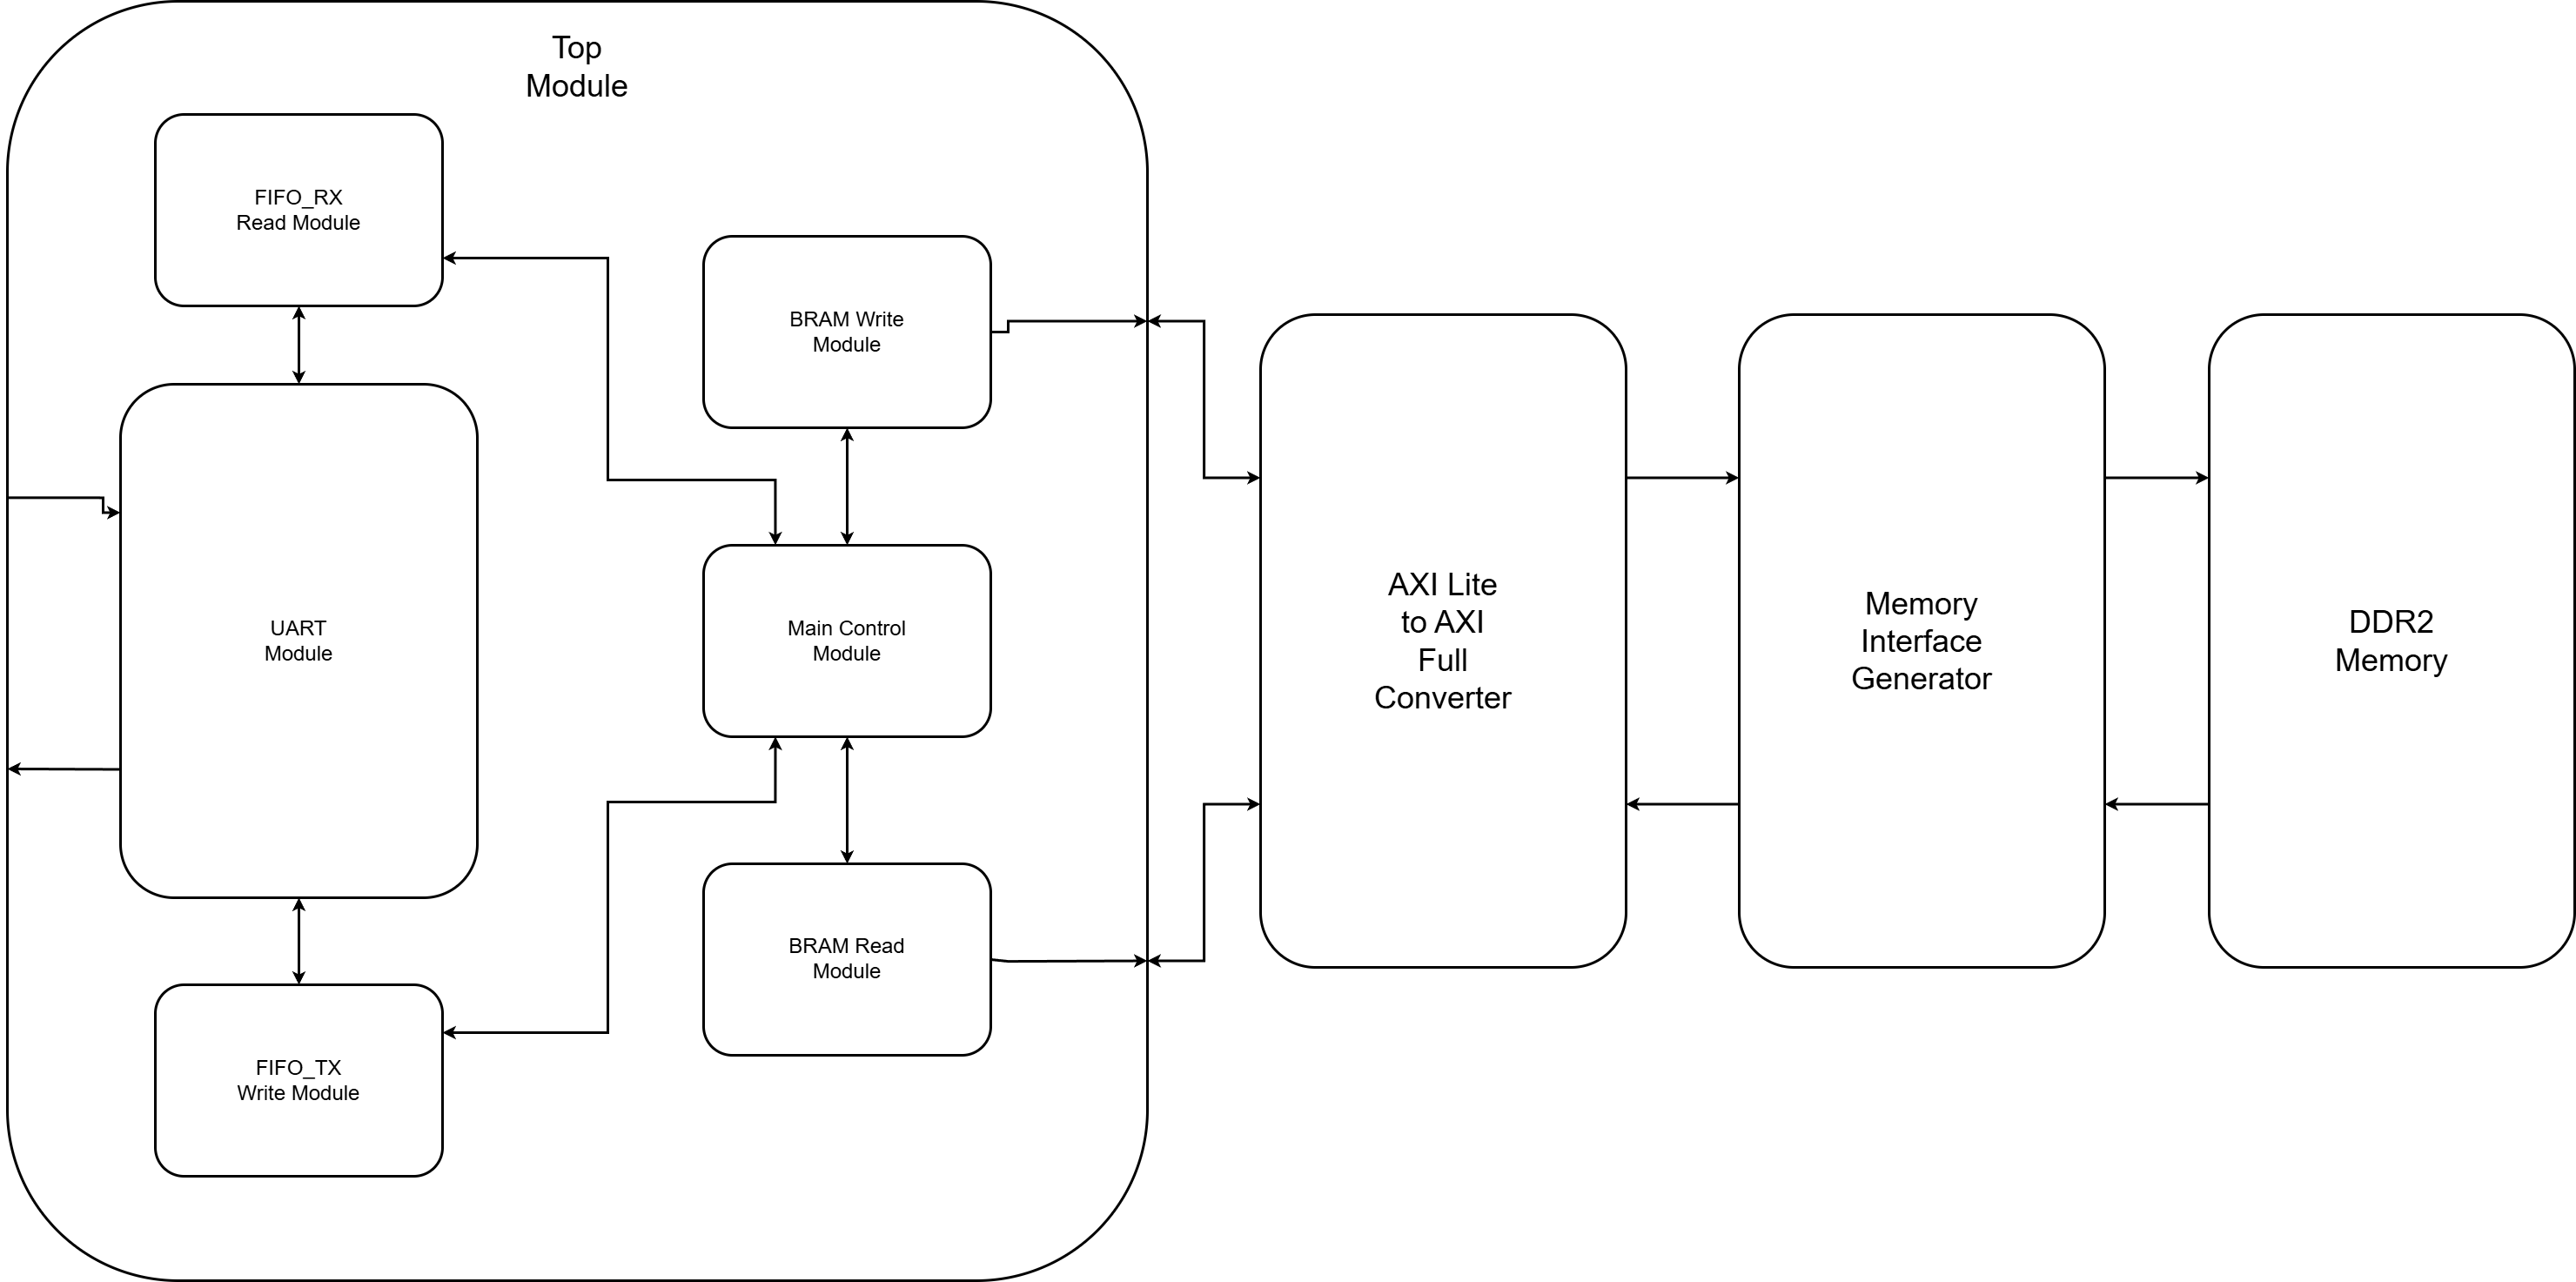 Top
Module
FIFO_RX
Read Module
BRAM Write
Module
UART
Module
Main Control
Module
BRAM Read
Module
FIFO_TX
Write Module
AXI Lite
to AXI
Full
Converter
Memory
Interface
Generator
DDR2
Memory